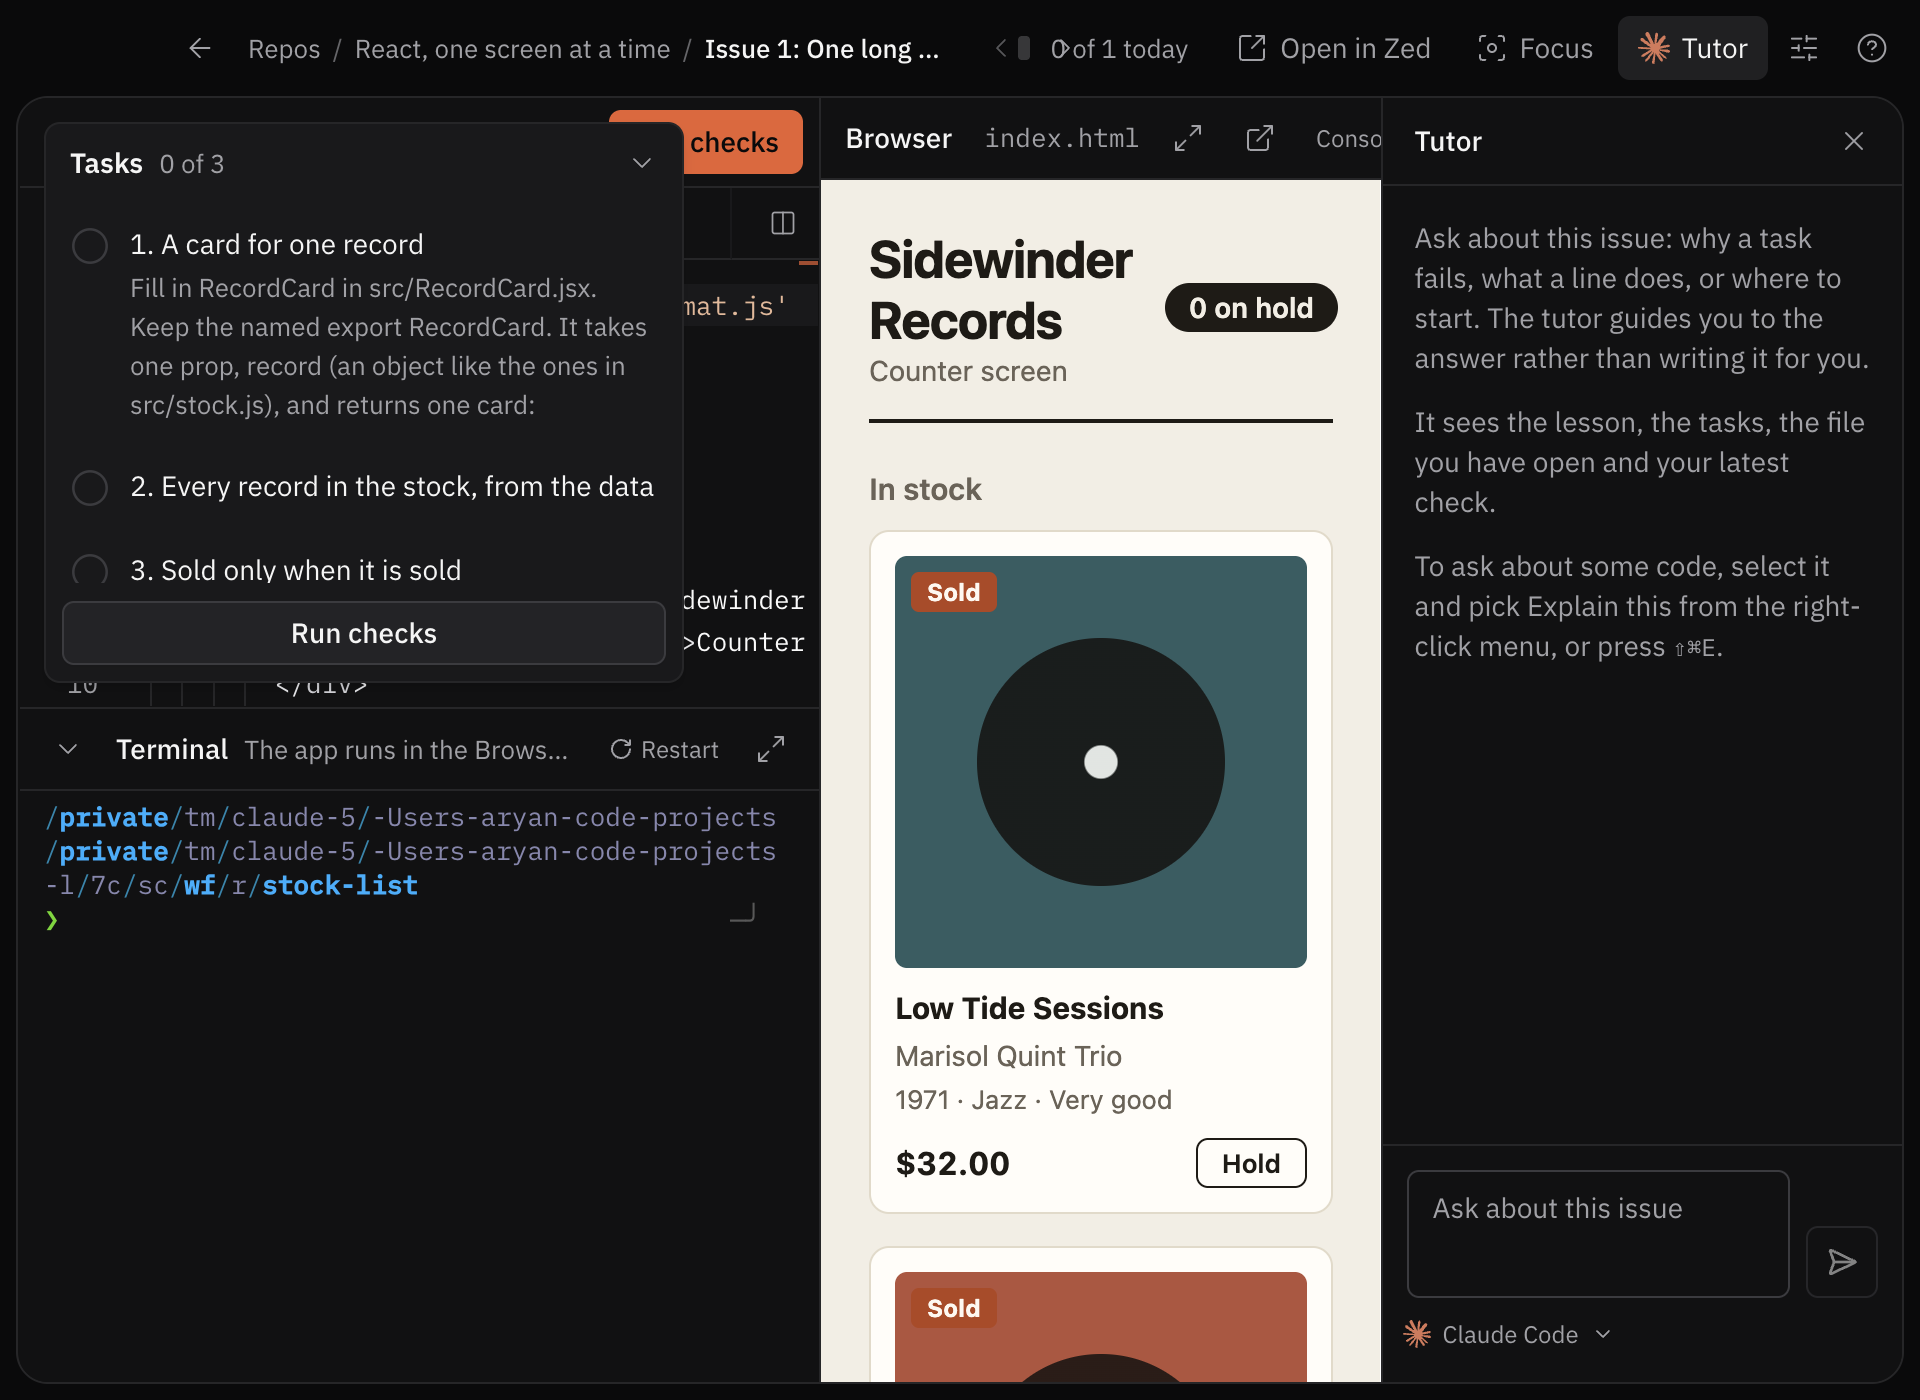 Repos / React, one screen at a time / Issue 1: One long ...
0 of 1 today
Open in Zed
Focus
Tutor
Tasks 0 of 3
checks
1. A card for one record
Fill in RecordCard in src/RecordCard.jsx.
Keep the named export RecordCard. It takes
one prop, record (an object like the ones in
src/stock.js), and returns one card:
2. Every record in the stock, from the data
3. Sold only when it is sold
Run checks
mat.js'
dewinder
>Counter
10 </div>
Terminal The app runs in the Brows... Restart
/private/tm/claude-5/-Users-aryan-code-projects
/private/tm/claude-5/-Users-aryan-code-projects
-l/7c/sc/wf/r/stock-list
❯
Browser index.html Conso
Sidewinder
Records
0 on hold
Counter screen
In stock
Sold
Low Tide Sessions
Marisol Quint Trio
1971 · Jazz · Very good
$32.00 Hold
Sold
Tutor
Ask about this issue: why a task
fails, what a line does, or where to
start. The tutor guides you to the
answer rather than writing it for you.
It sees the lesson, the tasks, the file
you have open and your latest
check.
To ask about some code, select it
and pick Explain this from the right-
click menu, or press ⇧⌘E.
Ask about this issue
Claude Code